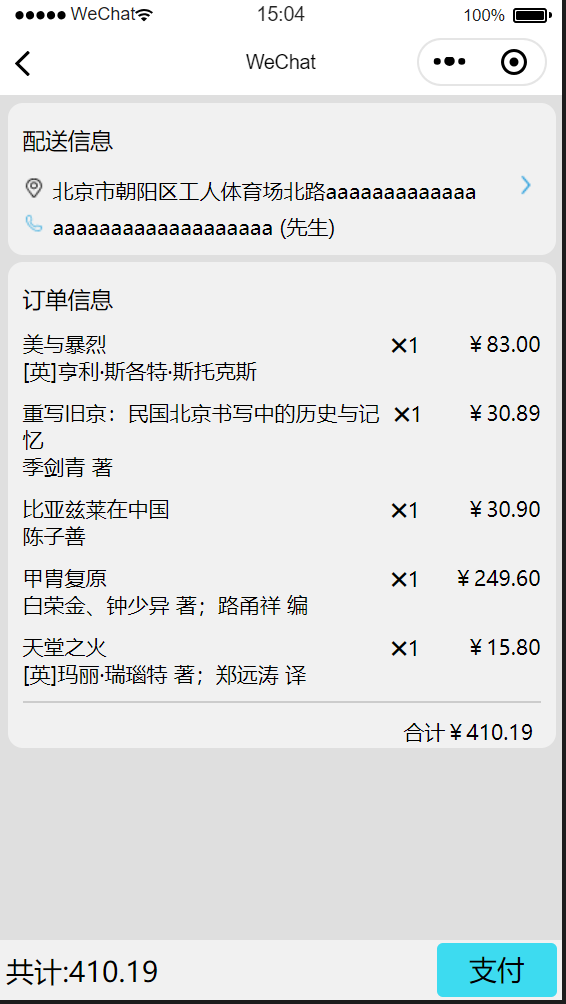 WeChat 15:04 100%
WeChat
配送信息
北京市朝阳区工人体育场北路aaaaaaaaaaaaa
aaaaaaaaaaaaaaaaaaa (先生)
订单信息
美与暴烈 ×1 ￥83.00
[英]亨利·斯各特·斯托克斯
重写旧京：民国北京书写中的历史与记 ×1 ￥30.89
忆
季剑青 著
比亚兹莱在中国 ×1 ￥30.90
陈子善
甲胄复原 ×1 ￥249.60
白荣金、钟少异 著；路甬祥 编
天堂之火 ×1 ￥15.80
[英]玛丽·瑞瑙特 著；郑远涛 译
合计￥410.19
共计:410.19 支付